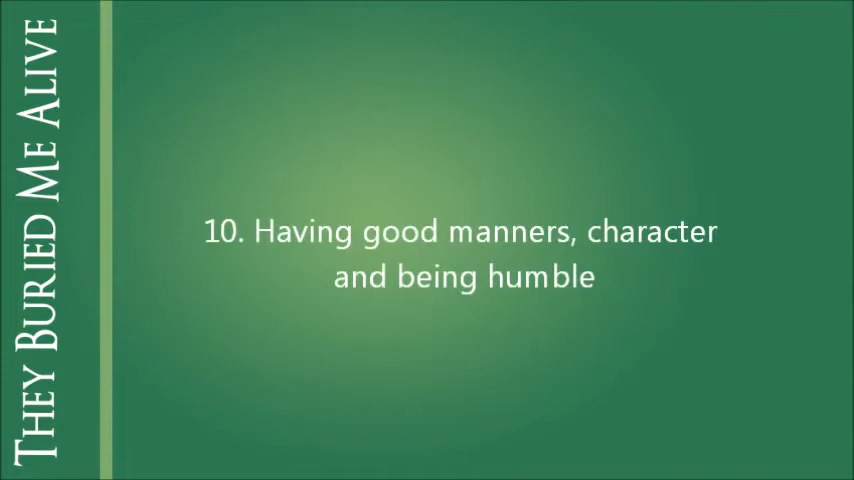 They Buried Me Alive
10. Having good manners, character
and being humble